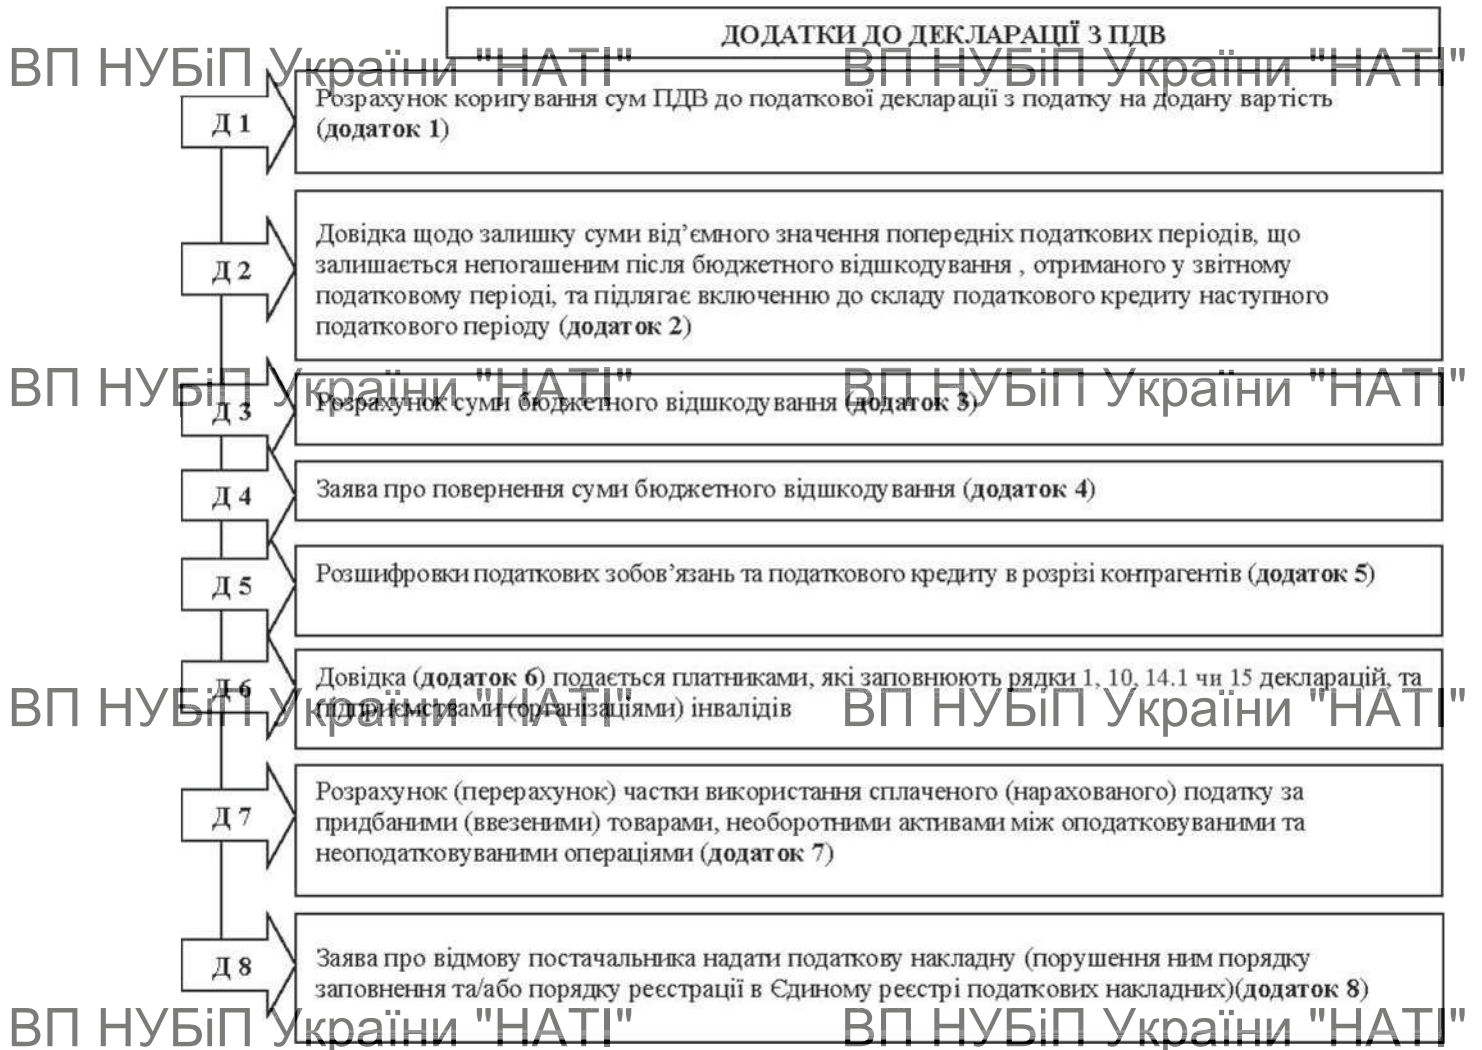 ДОДАТКИ ДО ДЕКЛАРАЦІЇ З ПДВ
ВП НУБіП України "НАТІ" ВП НУБіП України "НАТІ"
Д 1
Розрахунок коригування сум ПДВ до податкової декларації з податку на додану вартість
(додаток 1)
Д 2
Довідка щодо залишку суми від’ємного значення попередніх податкових періодів, що
залишається непогашеним після бюджетного відшкодування , отриманого у звітному
податковому періоді, та підлягає включенню до складу податкового кредиту наступного
податкового періоду (додаток 2)
ВП НУБіП України "НАТІ" ВП НУБіП України "НАТІ"
Д 3
Розрахунок суми бюджетного відшкодування (додаток 3)
Д 4
Заява про повернення суми бюджетного відшкодування (додаток 4)
Д 5
Розшифровки податкових зобов’язань та податкового кредиту в розрізі контрагентів (додаток 5)
Д 6
Довідка (додаток 6) подається платниками, які заповнюють рядки 1, 10, 14.1 чи 15 декларацій, та
підприємствами (організаціями) інвалідів
ВП НУБіП України "НАТІ" ВП НУБіП України "НАТІ"
Д 7
Розрахунок (перерахунок) частки використання сплаченого (нарахованого) податку за
придбаними (ввезеними) товарами, необоротними активами між оподатковуваними та
неоподатковуваними операціями (додаток 7)
Д 8
Заява про відмову постачальника надати податкову накладну (порушення ним порядку
заповнення та/або порядку реєстрації в Єдиному реєстрі податкових накладних)(додаток 8)
ВП НУБіП України "НАТІ" ВП НУБіП України "НАТІ"